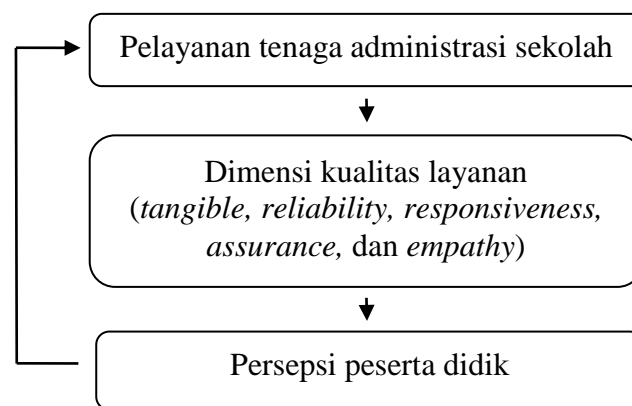 Pelayanan tenaga administrasi sekolah
Dimensi kualitas layanan
(tangible, reliability, responsiveness,
assurance, dan empathy)
Persepsi peserta didik